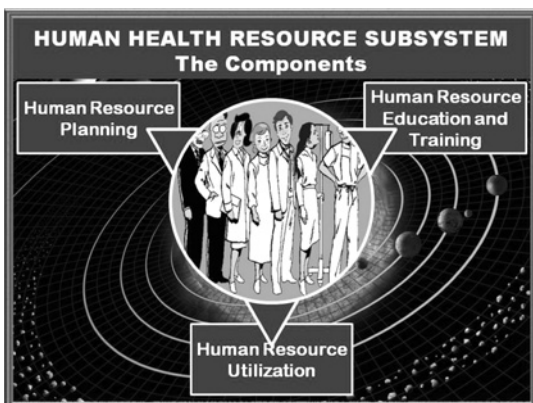 HUMAN HEALTH RESOURCE SUBSYSTEM
The Components
Human Resource
Planning
Human Resource
Education and
Training
Human Resource
Utilization